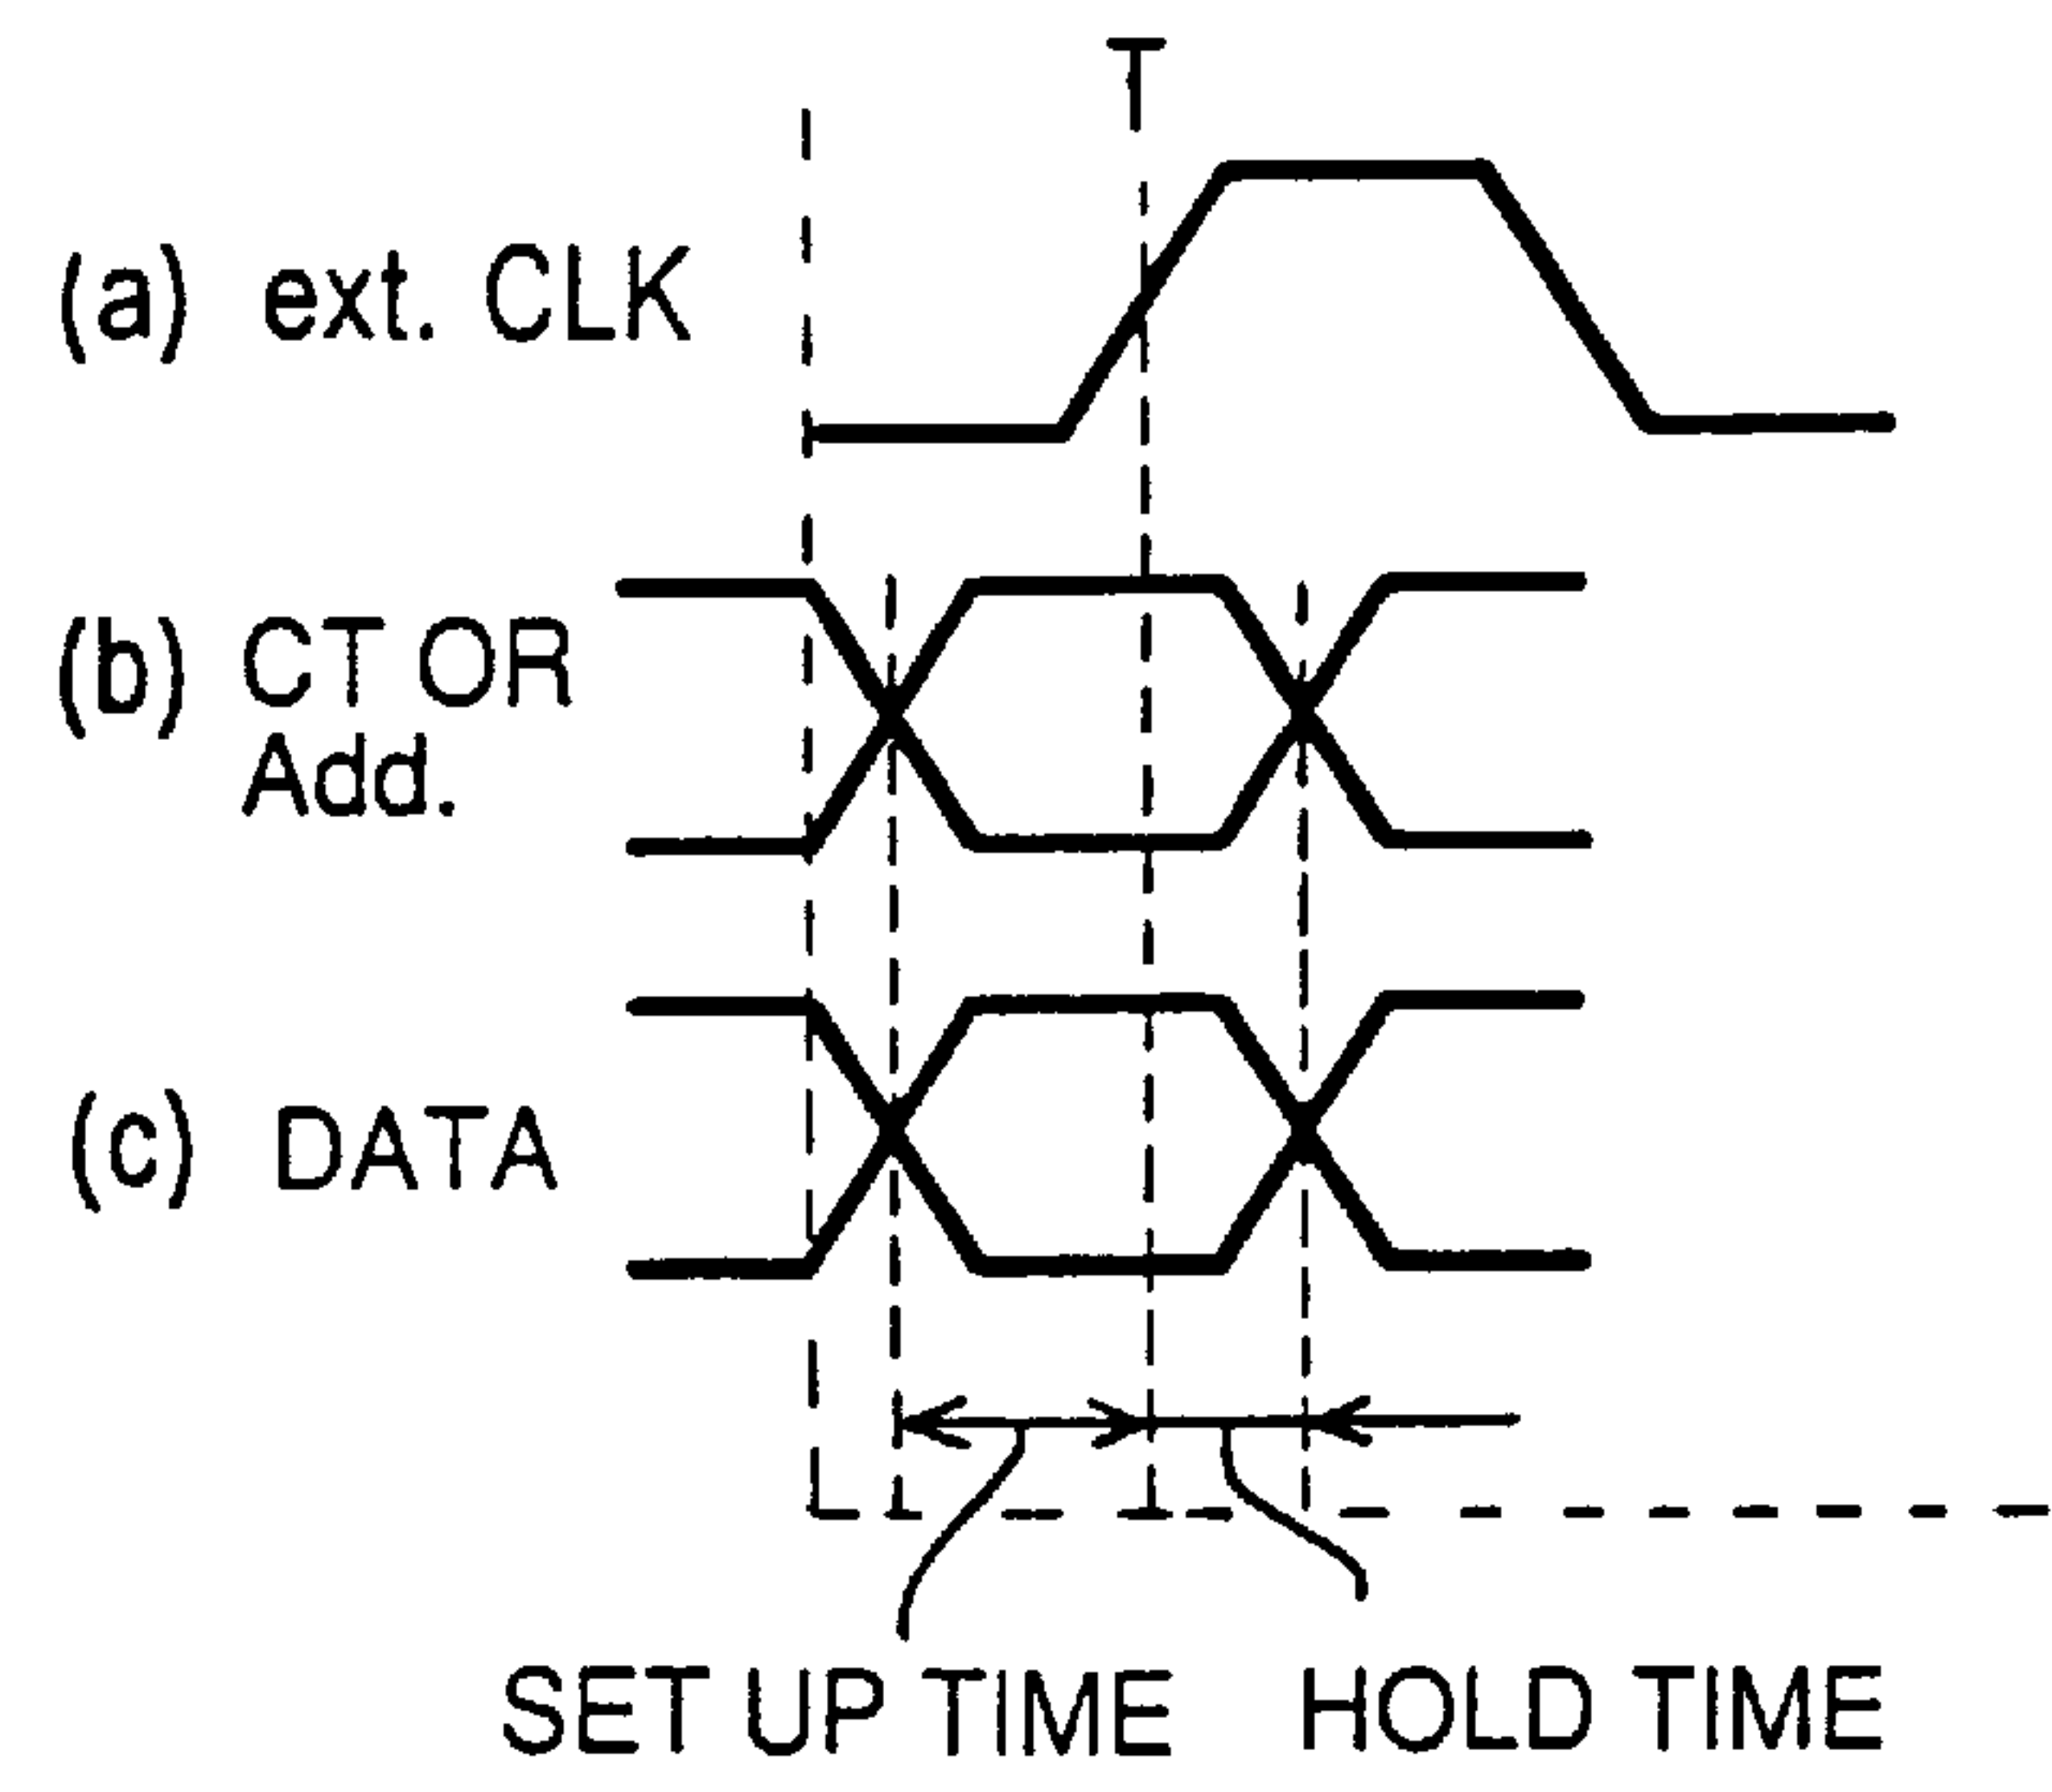 T
(a) ext. CLK
(b) CT OR
Add.
(c) DATA
SET UP TIME HOLD TIME